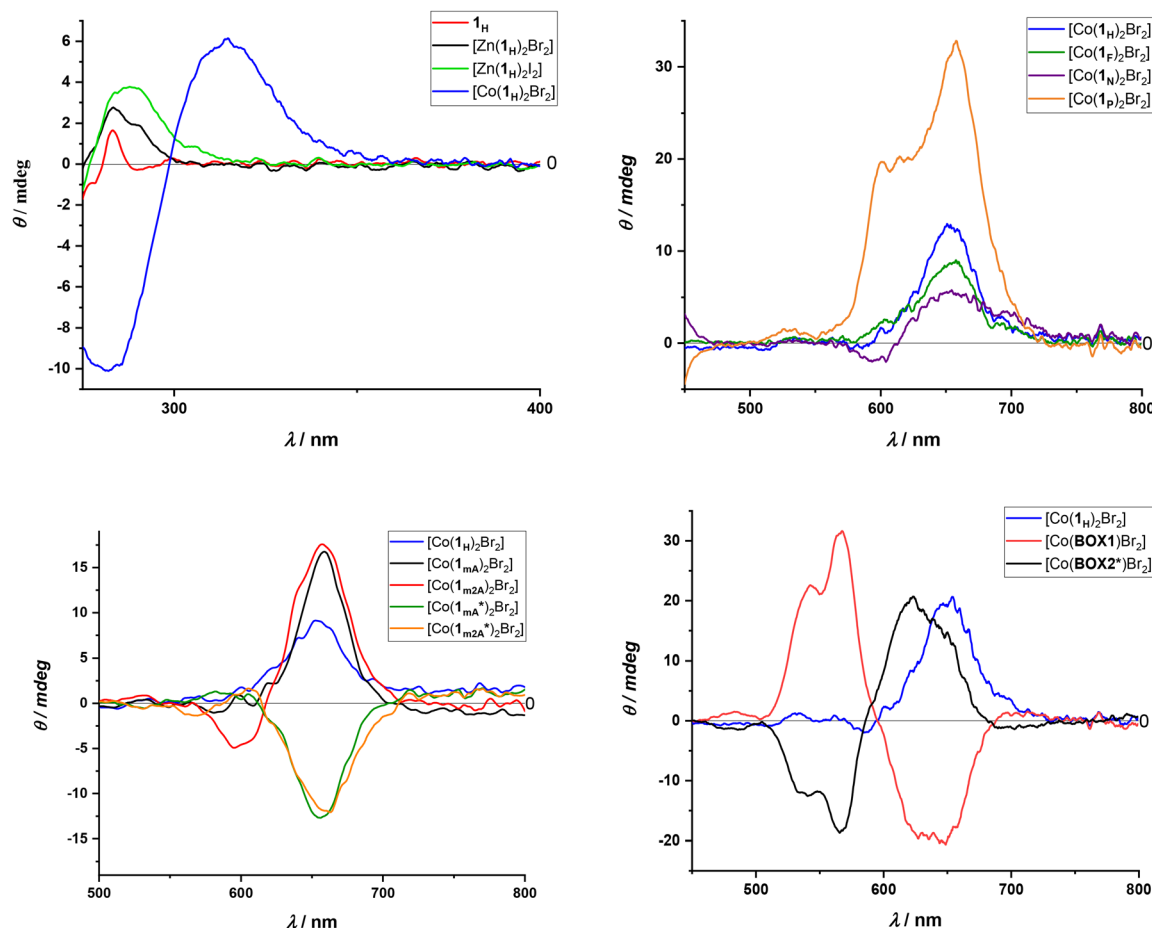 1H
[Zn(1H)2Br2]
[Zn(1H)2I2]
[Co(1H)2Br2]
6
4
2
0
-2
-4
-6
-8
-10
0
300
400
θ / mdeg
λ / nm
[Co(1H)2Br2]
[Co(1F)2Br2]
[Co(1N)2Br2]
[Co(1P)2Br2]
30
20
10
0
0
500
600
700
800
θ / mdeg
λ / nm
[Co(1H)2Br2]
[Co(1mA)2Br2]
[Co(1m2A)2Br2]
[Co(1mA*)2Br2]
[Co(1m2A*)2Br2]
15
10
5
0
-5
-10
-15
0
500
600
700
800
θ / mdeg
λ / nm
[Co(1H)2Br2]
[Co(BOX1)Br2]
[Co(BOX2*)Br2]
30
20
10
0
-10
-20
0
500
600
700
800
θ / mdeg
λ / nm